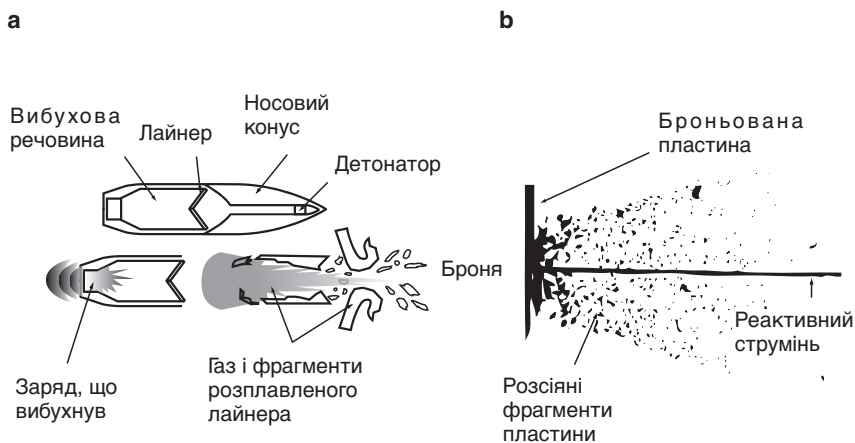 а
Вибухова
речовина
Лайнер
Носовий
конус
Детонатор
Броня
Заряд, що
вибухнув
Газ і фрагменти
розплавленого
лайнера
b
Броньована
пластина
Реактивний
струмінь
Розсіяні
фрагменти
пластини